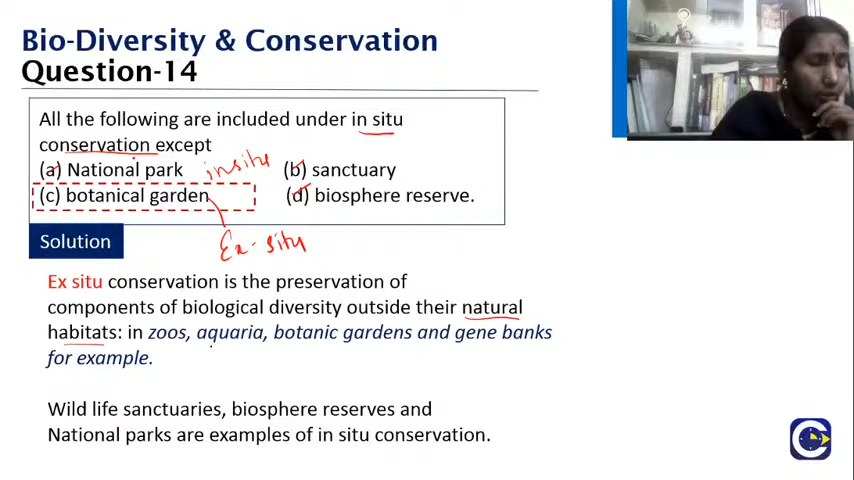 Bio-Diversity & Conservation
Question-14
All the following are included under in situ
conservation except
(a) National park insitu (b) sanctuary
(c) botanical garden (d) biosphere reserve.
Solution
Ex-situ
Ex situ conservation is the preservation of
components of biological diversity outside their natural
habitats: in zoos, aquaria, botanic gardens and gene banks
for example.
Wild life sanctuaries, biosphere reserves and
National parks are examples of in situ conservation.